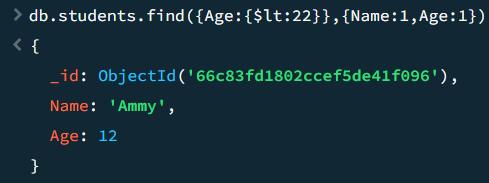 > db.students.find({Age:{$lt:22}},{Name:1,Age:1})
< {
_id: ObjectId('66c83fd1802ccef5de41f096'),
Name: 'Ammy',
Age: 12
}